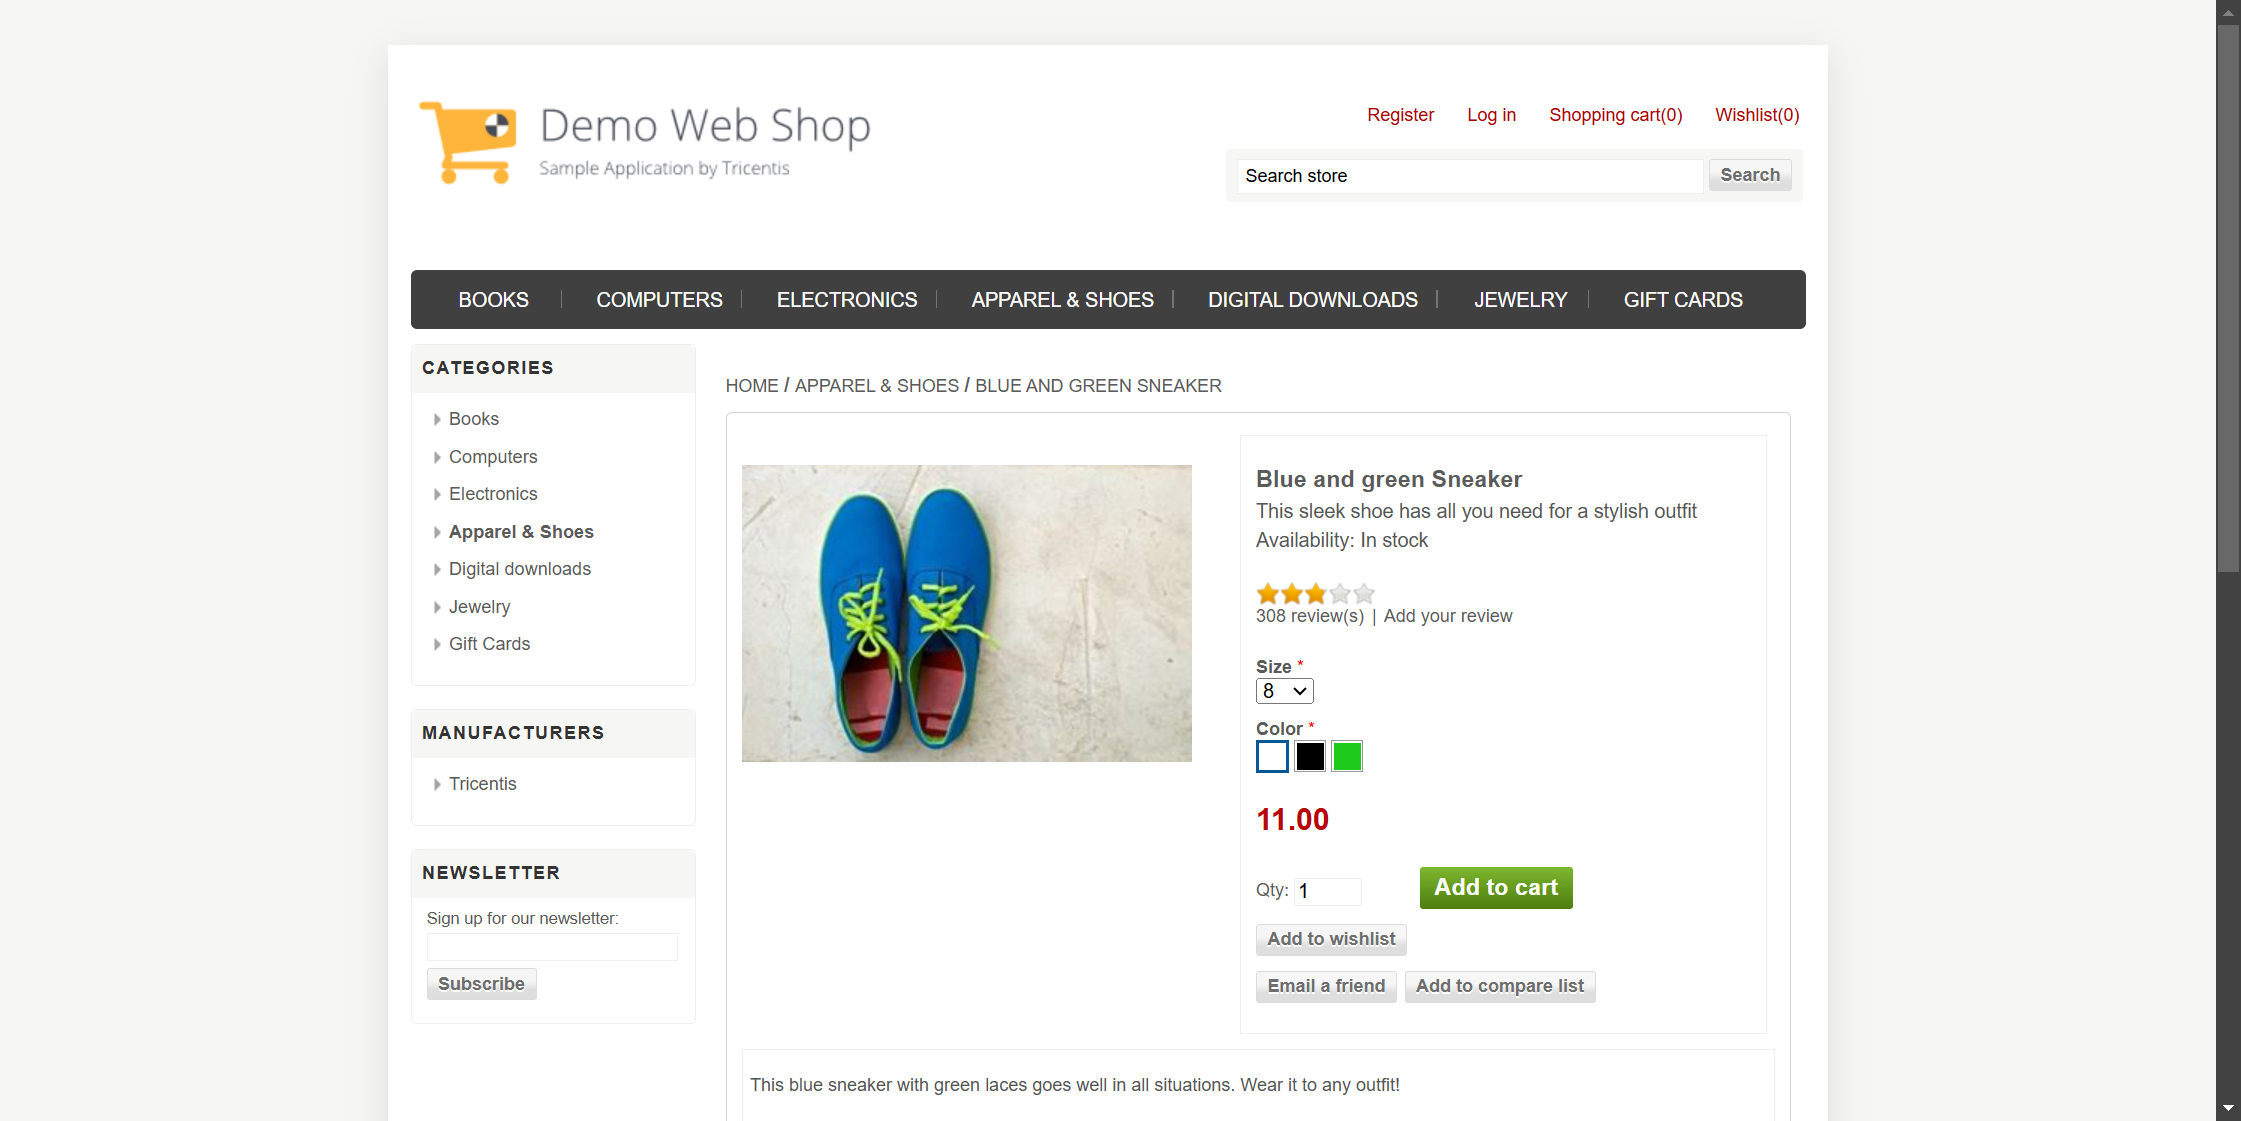 Demo Web Shop
Sample Application by Tricentis
Register Log in Shopping cart(0) Wishlist(0)
Search store Search
BOOKS COMPUTERS ELECTRONICS APPAREL & SHOES DIGITAL DOWNLOADS JEWELRY GIFT CARDS
CATEGORIES
Books
Computers
Electronics
Apparel & Shoes
Digital downloads
Jewelry
Gift Cards
MANUFACTURERS
Tricentis
NEWSLETTER
Sign up for our newsletter:
Subscribe
HOME / APPAREL & SHOES / BLUE AND GREEN SNEAKER
Blue and green Sneaker
This sleek shoe has all you need for a stylish outfit
Availability: In stock
308 review(s) | Add your review
Size *
8
Color *
11.00
Qty: 1 Add to cart
Add to wishlist
Email a friend Add to compare list
This blue sneaker with green laces goes well in all situations. Wear it to any outfit!